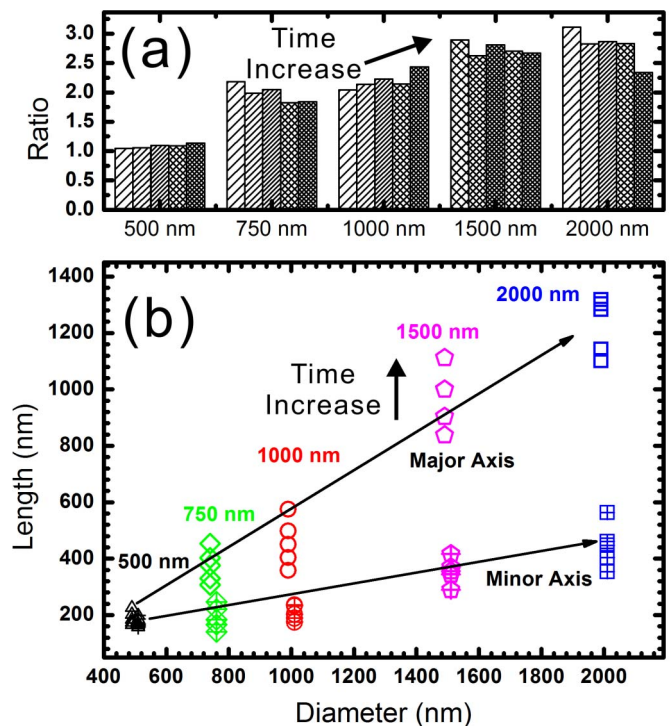 (a)
Time
Increase
Ratio
3.0
2.5
2.0
1.5
1.0
0.5
0.0
500 nm 750 nm 1000 nm 1500 nm 2000 nm
(b)
1400
1200
1000
800
600
400
200
Length (nm)
2000 nm
1500 nm
Time
Increase
1000 nm
Major Axis
750 nm
500 nm
Minor Axis
400 600 800 1000 1200 1400 1600 1800 2000
Diameter (nm)